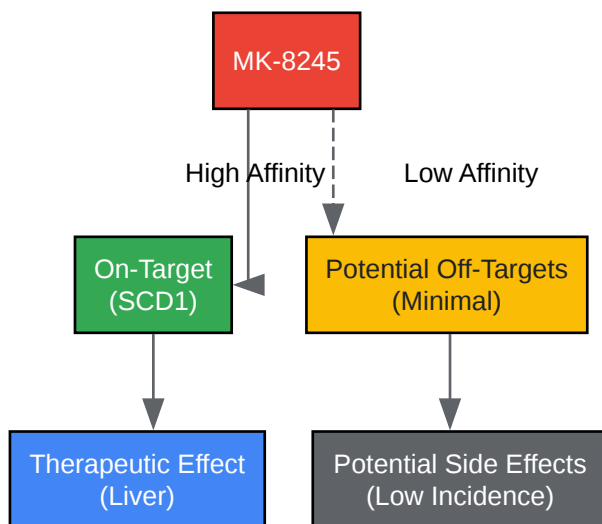 MK-8245
High Affinity
Low Affinity
On-Target
(SCD1)
Potential Off-Targets
(Minimal)
Therapeutic Effect
(Liver)
Potential Side Effects
(Low Incidence)